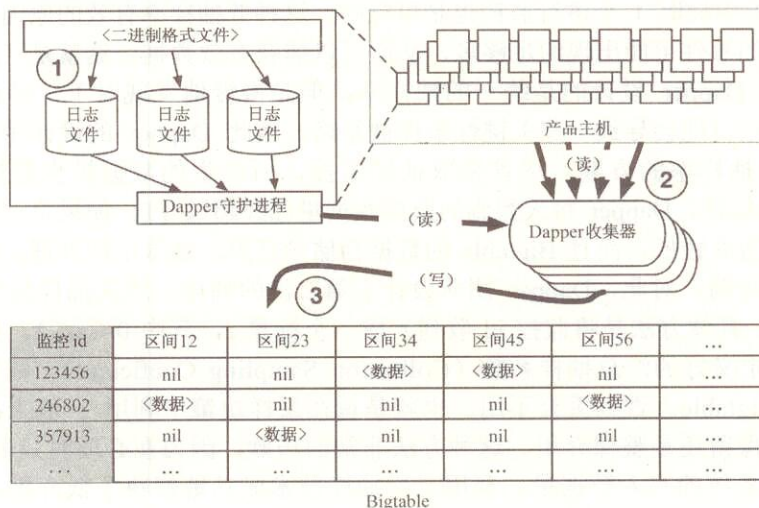 <二进制格式文件>
1
日志
文件
日志
文件
日志
文件
Dapper守护进程
产品主机
（读）
2
（读）
Dapper收集器
（写）
3
监控 id 区间12 区间23 区间34 区间45 区间56 …
123456 nil nil <数据> <数据> nil …
246802 <数据> nil nil nil <数据> …
357913 nil <数据> nil nil nil …
… … … … … … …
Bigtable